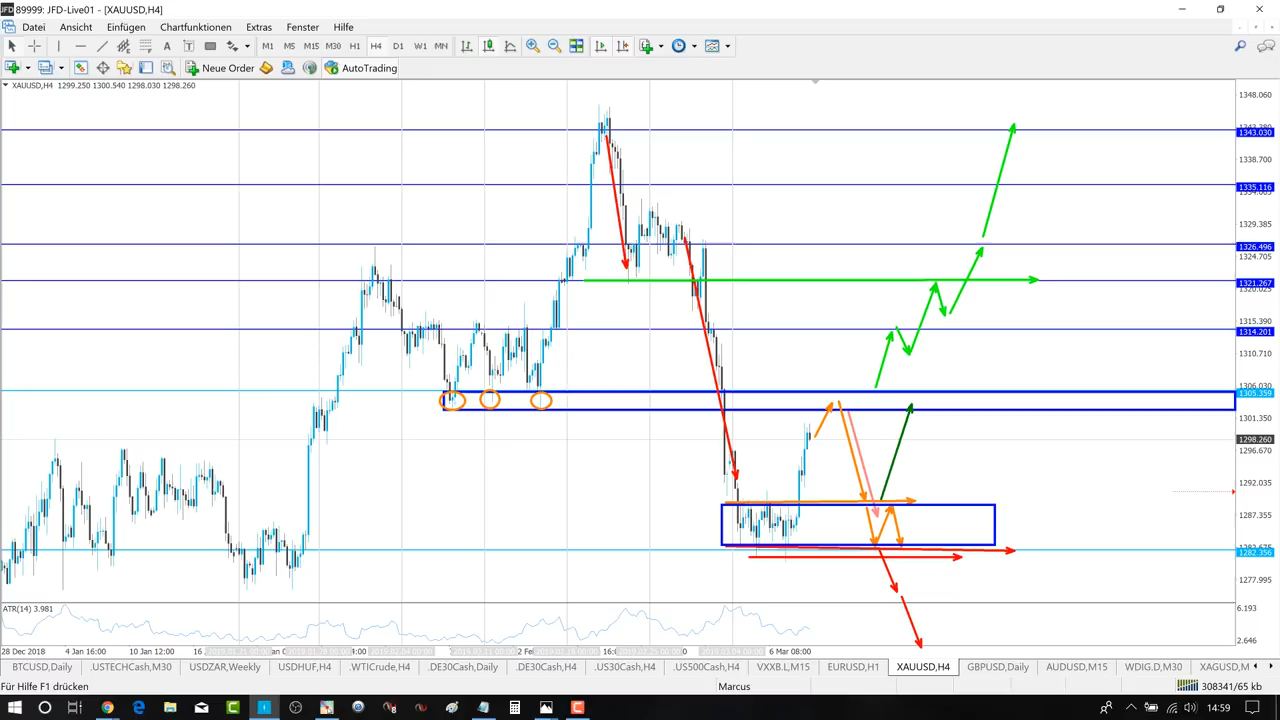 89999: JFD-Live01 - [XAUUSD,H4]
Datei Ansicht Einfügen Chartfunktionen Extras Fenster Hilfe
A T M1 M5 M15 M30 H1 H4 D1 W1 MN
Neue Order AutoTrading
XAUUSD,H4 1299.250 1300.540 1298.030 1298.260
1348.060
1343.030
1338.700
1335.116
1329.385
1326.496
1324.705
1321.267
1315.390
1314.201
1310.710
1306.030
1305.359
1301.350
1298.260
1296.670
1292.035
1287.355
1282.356
1277.995
ATR(14) 3.981
6.193
2.646
28 Dec 2018 4 Jan 16:00 10 Jan 12:00 6 Mar 08:00
BTCUSD,Daily .USTECHCash,M30 USDZAR,Weekly USDHUF,H4 .WTICrude,H4 .DE30Cash,Daily .DE30Cash,H4 .US30Cash,H4 .US500Cash,H4 VXXB.L,M15 EURUSD,H1 XAUUSD,H4 GBPUSD,Daily AUDUSD,M15 WDIG.D,M30 XAGUSD,M
Für Hilfe F1 drücken Marcus 308341/65 kb
14:59